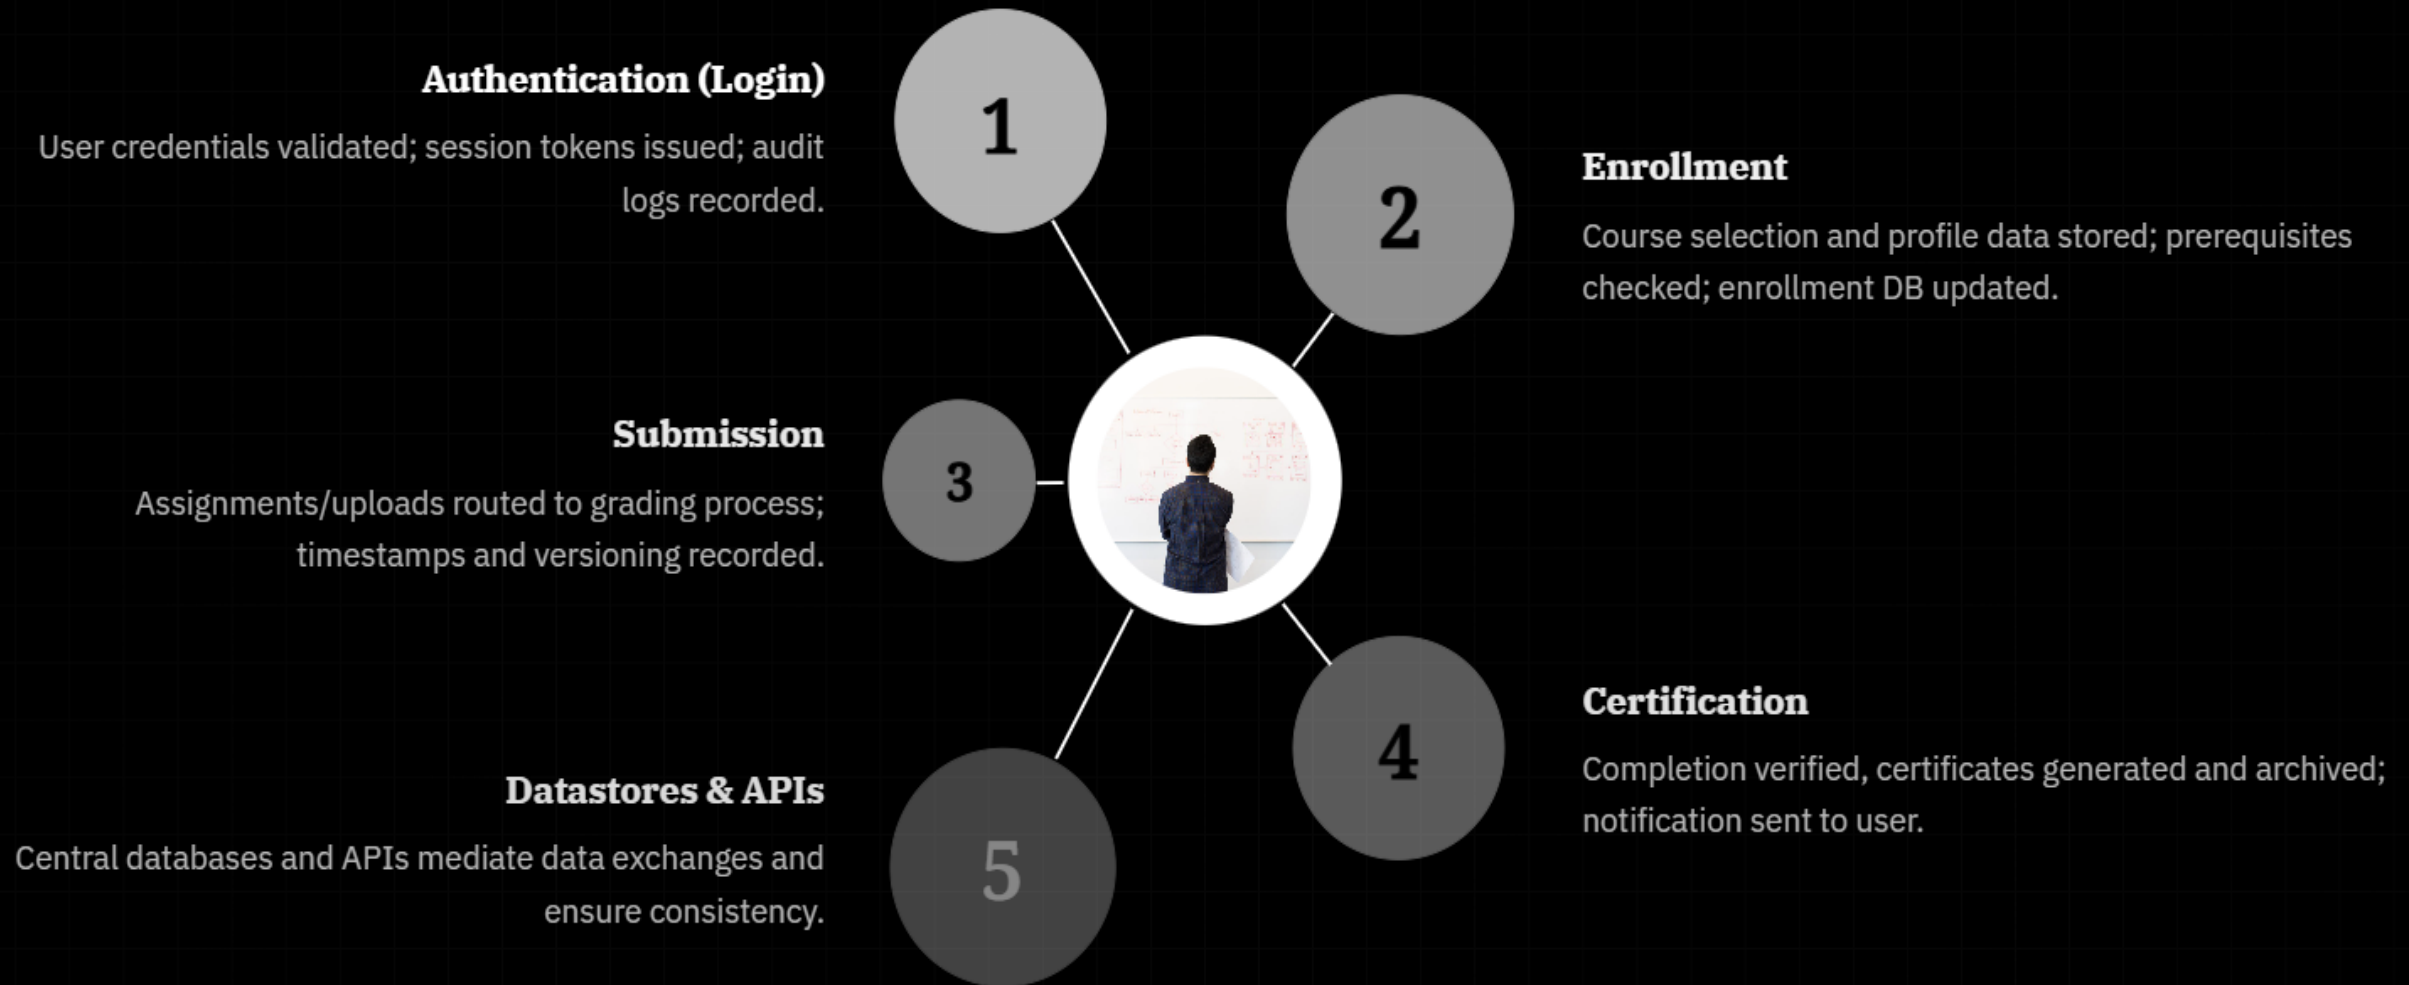 1
Authentication (Login)
User credentials validated; session tokens issued; audit
logs recorded.
2
Enrollment
Course selection and profile data stored; prerequisites
checked; enrollment DB updated.
3
Submission
Assignments/uploads routed to grading process;
timestamps and versioning recorded.
4
Certification
Completion verified, certificates generated and archived;
notification sent to user.
5
Datastores & APIs
Central databases and APIs mediate data exchanges and
ensure consistency.